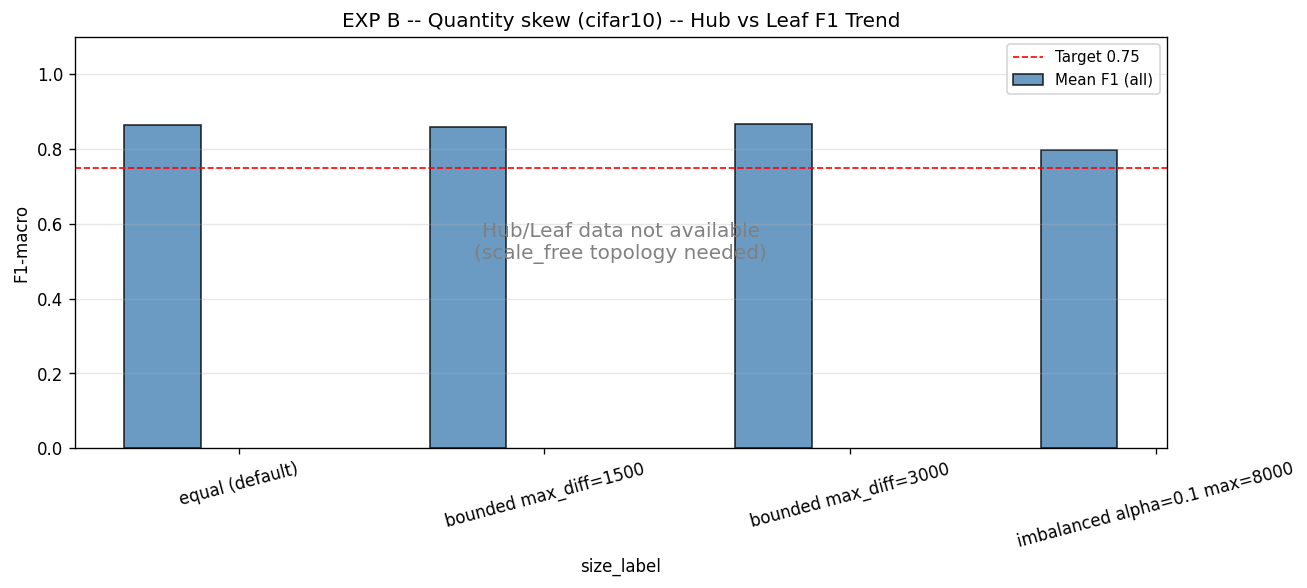 EXP B -- Quantity skew (cifar10) -- Hub vs Leaf F1 Trend
Target 0.75
Mean F1 (all)
F1-macro
1.0
0.8
0.6
0.4
0.2
0.0
Hub/Leaf data not available
(scale_free topology needed)
equal (default)
bounded max_diff=1500
bounded max_diff=3000
imbalanced alpha=0.1 max=8000
size_label